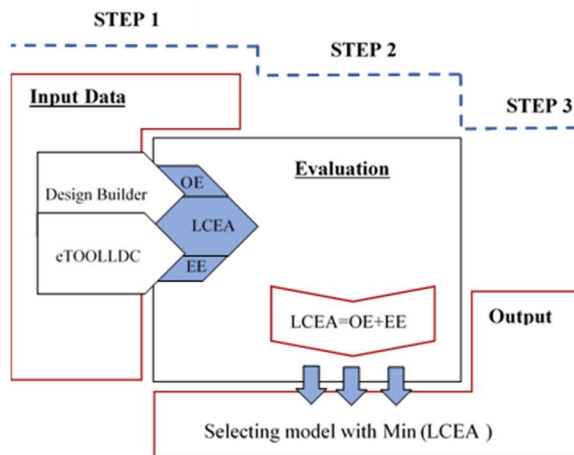 STEP 1
STEP 2
STEP 3
Input Data
Evaluation
Design Builder
OE
LCEA
eTOOLLDC
EE
LCEA=OE+EE
Output
Selecting model with Min (LCEA )